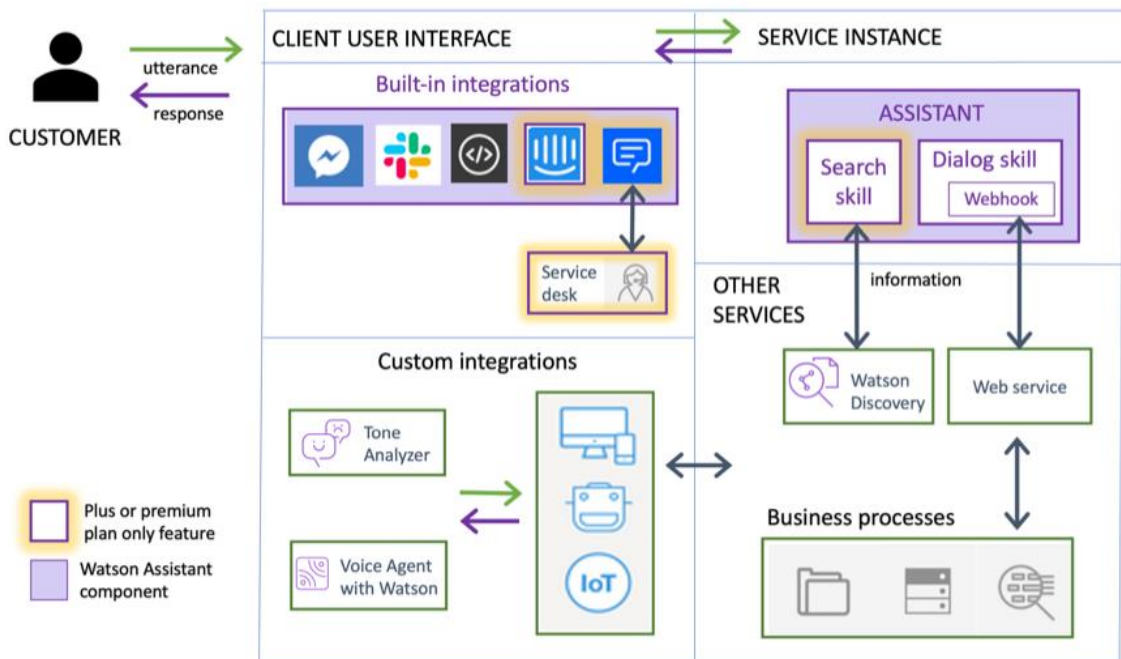 CUSTOMER
utterance
response
CLIENT USER INTERFACE
Built-in integrations
Service
desk
Custom integrations
Tone
Analyzer
Voice Agent
with Watson
IoT
SERVICE INSTANCE
ASSISTANT
Search
skill
Dialog skill
Webhook
information
OTHER
SERVICES
Watson
Discovery
Web service
Business processes
Plus or premium
plan only feature
Watson Assistant
component